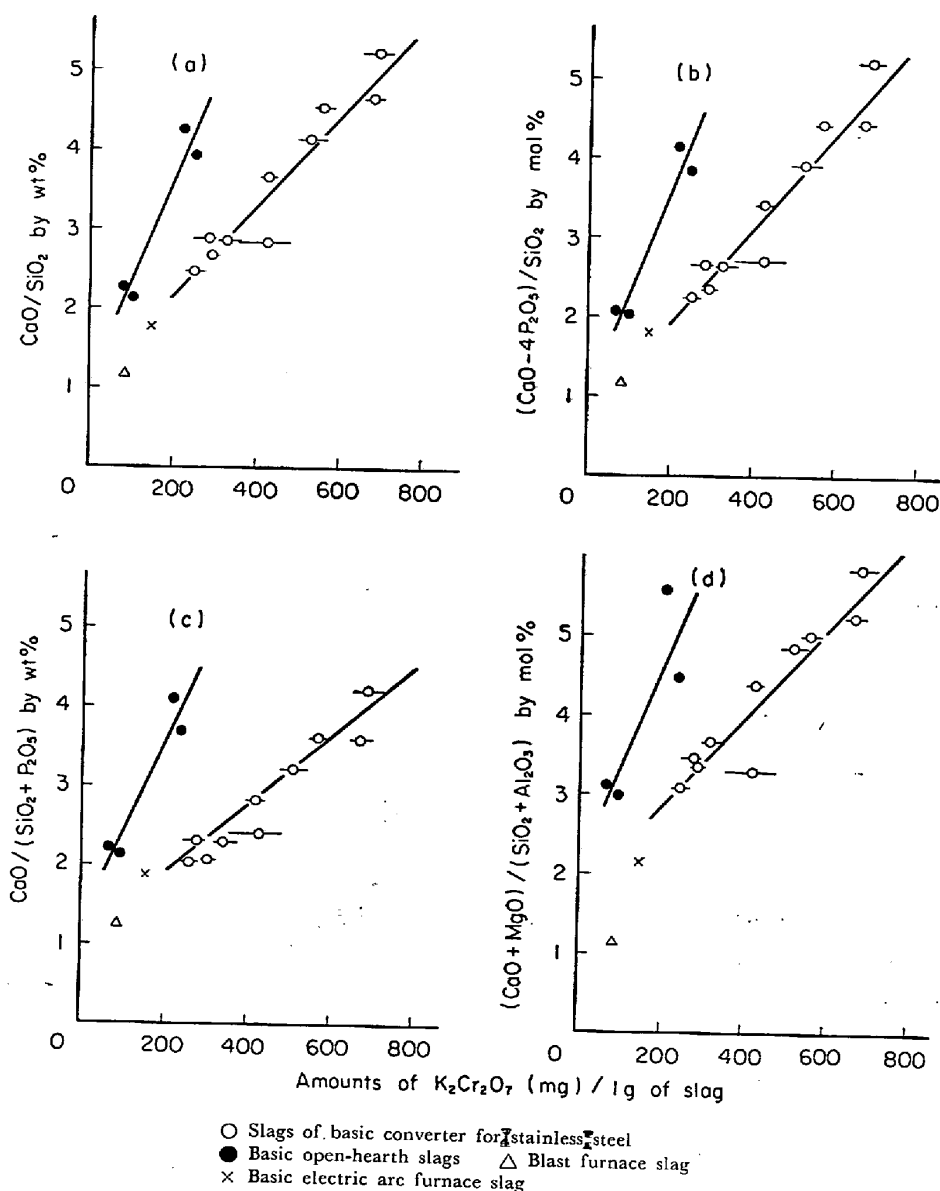 (a)
CaO/SiO₂ by wt%
5
4
3
2
1
0
200 400 600 800
(b)
(CaO-4P₂O₅)/SiO₂ by mol%
5
4
3
2
1
0
200 400 600 800
(c)
CaO/(SiO₂+P₂O₅) by wt%
5
4
3
2
1
0
200 400 600 800
(d)
(CaO+MgO)/(SiO₂+Al₂O₃) by mol%
5
4
3
2
1
0
200 400 600 800
Amounts of K₂Cr₂O₇ (mg)/1g of slag
○ Slags of basic converter for stainless steel
● Basic open-hearth slags △ Blast furnace slag
× Basic electric arc furnace slag